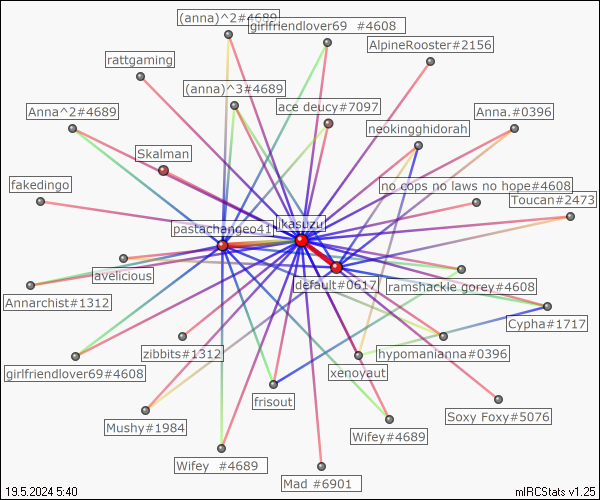 (anna)^2#4689
girlfriendlover69 #4608
AlpineRooster#2156
rattgaming
(anna)^3#4689
ace deucy#7097
Anna^2#4689
Anna.#0396
neokingghidorah
Skalman
fakedingo
no cops no laws no hope#4608
Toucan#2473
pastachangeo41
ikasuzu
avelicious
default#0617
ramshackle gorey#4608
Annarchist#1312
Cypha#1717
zibbits#1312
hypomanianna#0396
girlfriendlover69#4608
xenoyaut
frisout
Soxy Foxy#5076
Mushy#1984
Wifey#4689
Wifey #4689
Mad #6901
19.5.2024 5:40
mIRCStats v1.25